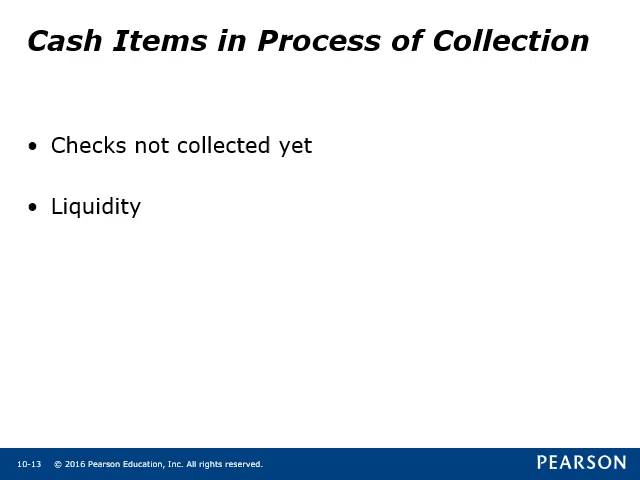 Cash Items in Process of Collection
• Checks not collected yet
• Liquidity
10-13 © 2016 Pearson Education, Inc. All rights reserved. PEARSON